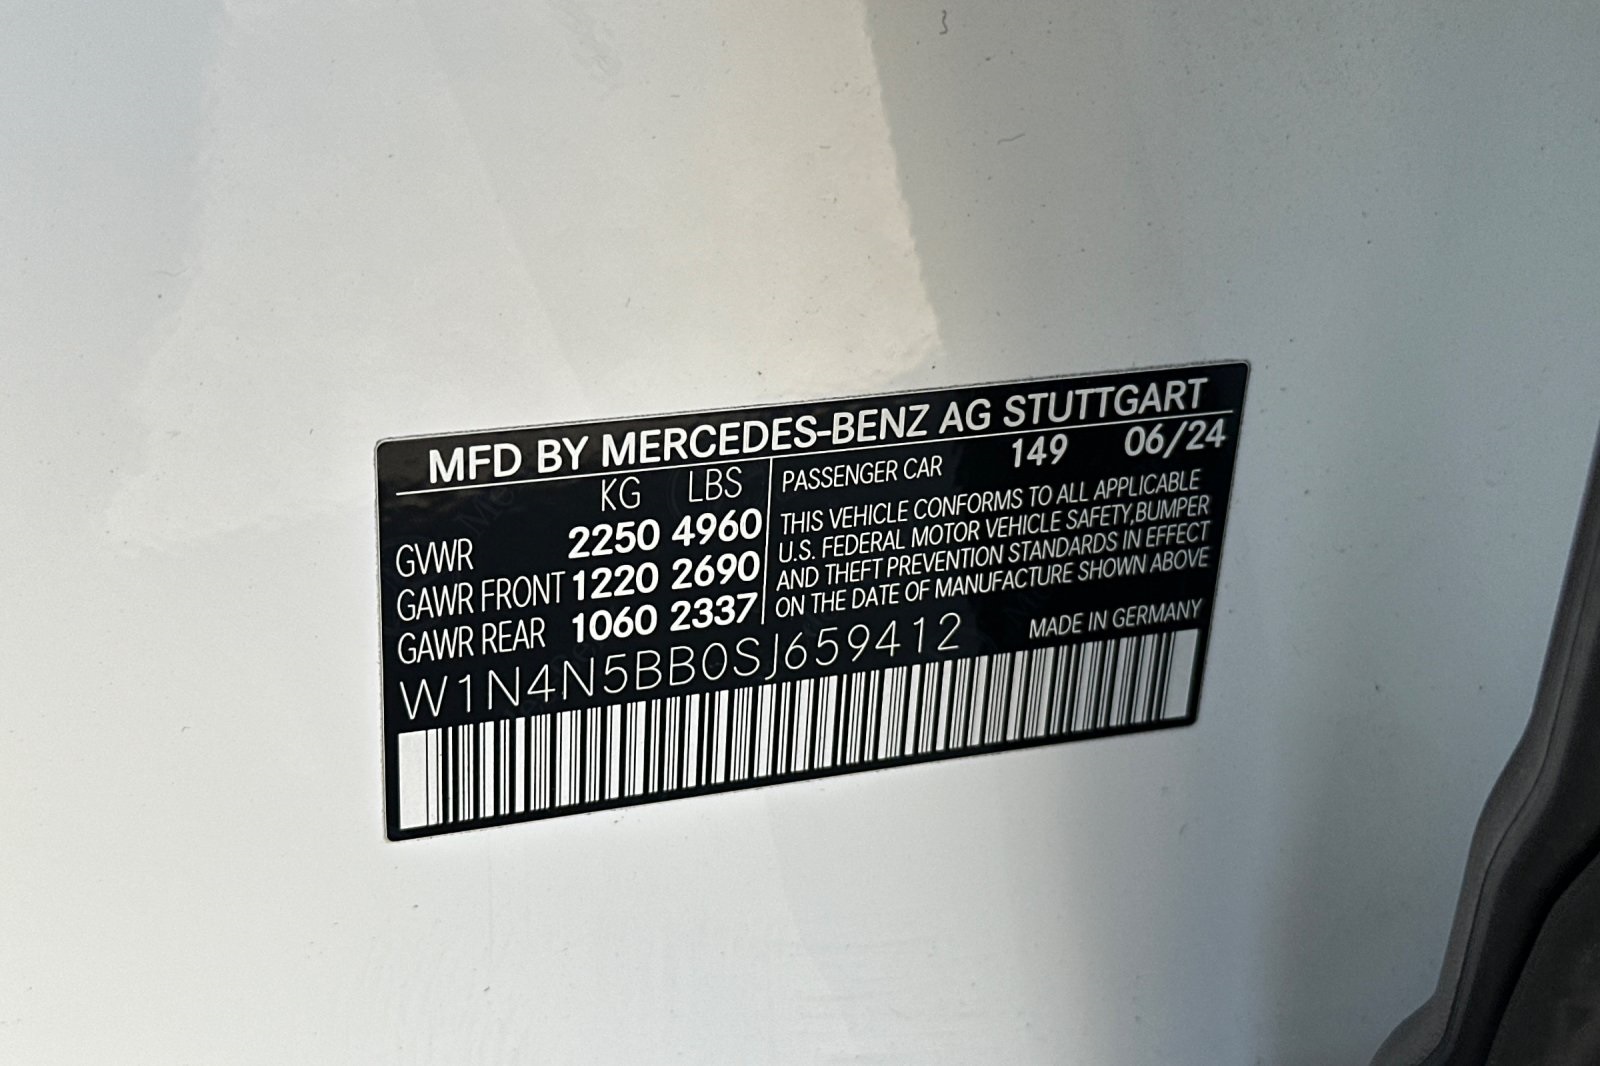 MFD BY MERCEDES-BENZ AG STUTTGART
KG LBS
GVWR 2250 4960
GAWR FRONT 1220 2690
GAWR REAR 1060 2337
PASSENGER CAR 149 06/24
THIS VEHICLE CONFORMS TO ALL APPLICABLE
U.S. FEDERAL MOTOR VEHICLE SAFETY,BUMPER
AND THEFT PREVENTION STANDARDS IN EFFECT
ON THE DATE OF MANUFACTURE SHOWN ABOVE
W1N4N5BB0SJ659412 MADE IN GERMANY